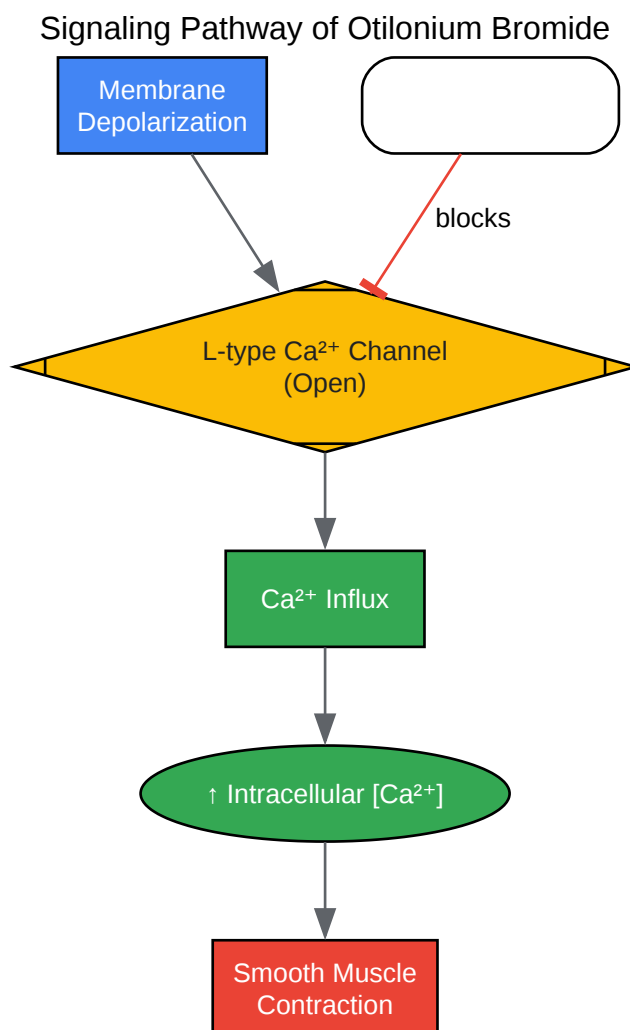 Signaling Pathway of Otilonium Bromide
Membrane
Depolarization
blocks
L-type Ca²⁺ Channel
(Open)
Ca²⁺ Influx
↑ Intracellular [Ca²⁺]
Smooth Muscle
Contraction